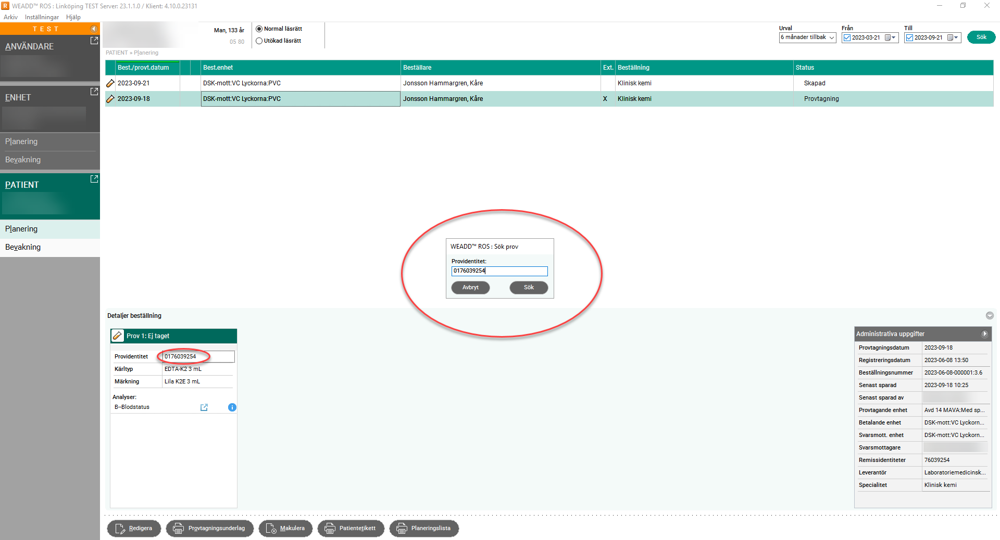 WEADD™ ROS : Linköping TEST Server: 23.1.1.0 / Klient: 4.10.0.23131
Arkiv Inställningar Hjälp
TEST
ANVÄNDARE
ENHET
Planering
Bevakning
PATIENT
Planering
Bevakning
Man, 133 år
05 80
Normal läsrätt
Utökad läsrätt
Urval
6 månader tillbak
Från
2023-03-21
Till
2023-09-21
Sök
PATIENT » Planering
Best./provt.datum Best.enhet Beställare Ext. Beställning Status
2023-09-21 DSK-mott:VC Lyckorna:PVC Jonsson Hammargren, Kåre Klinisk kemi Skapad
2023-09-18 DSK-mott:VC Lyckorna:PVC Jonsson Hammargren, Kåre X Klinisk kemi Provtagning
WEADD™ ROS : Sök prov
Providentitet:
0176039254
Avbryt Sök
Detaljer beställning
Prov 1: Ej taget
Providentitet 0176039254
Kärltyp EDTA-K2 3 mL
Märkning Lila K2E 3 mL
Analyser:
B--Blodstatus
Administrativa uppgifter
Provtagningsdatum 2023-09-18
Registreringsdatum 2023-06-08 13:50
Beställningsnummer 2023-06-08-000001:3.6
Senast sparad 2023-09-18 10:25
Senast sparad av
Provtagande enhet Avd 14 MAVA:Med sp...
Betalande enhet DSK-mott:VC Lyckorn...
Svarsmott. enhet DSK-mott:VC Lyckorn...
Svarsmottagare
Remissidentiteter 76039254
Leverantör Laboratoriemedicinsk...
Specialitet Klinisk kemi
Redigera Provtagningsunderlag Makulera Patientetikett Planeringslista